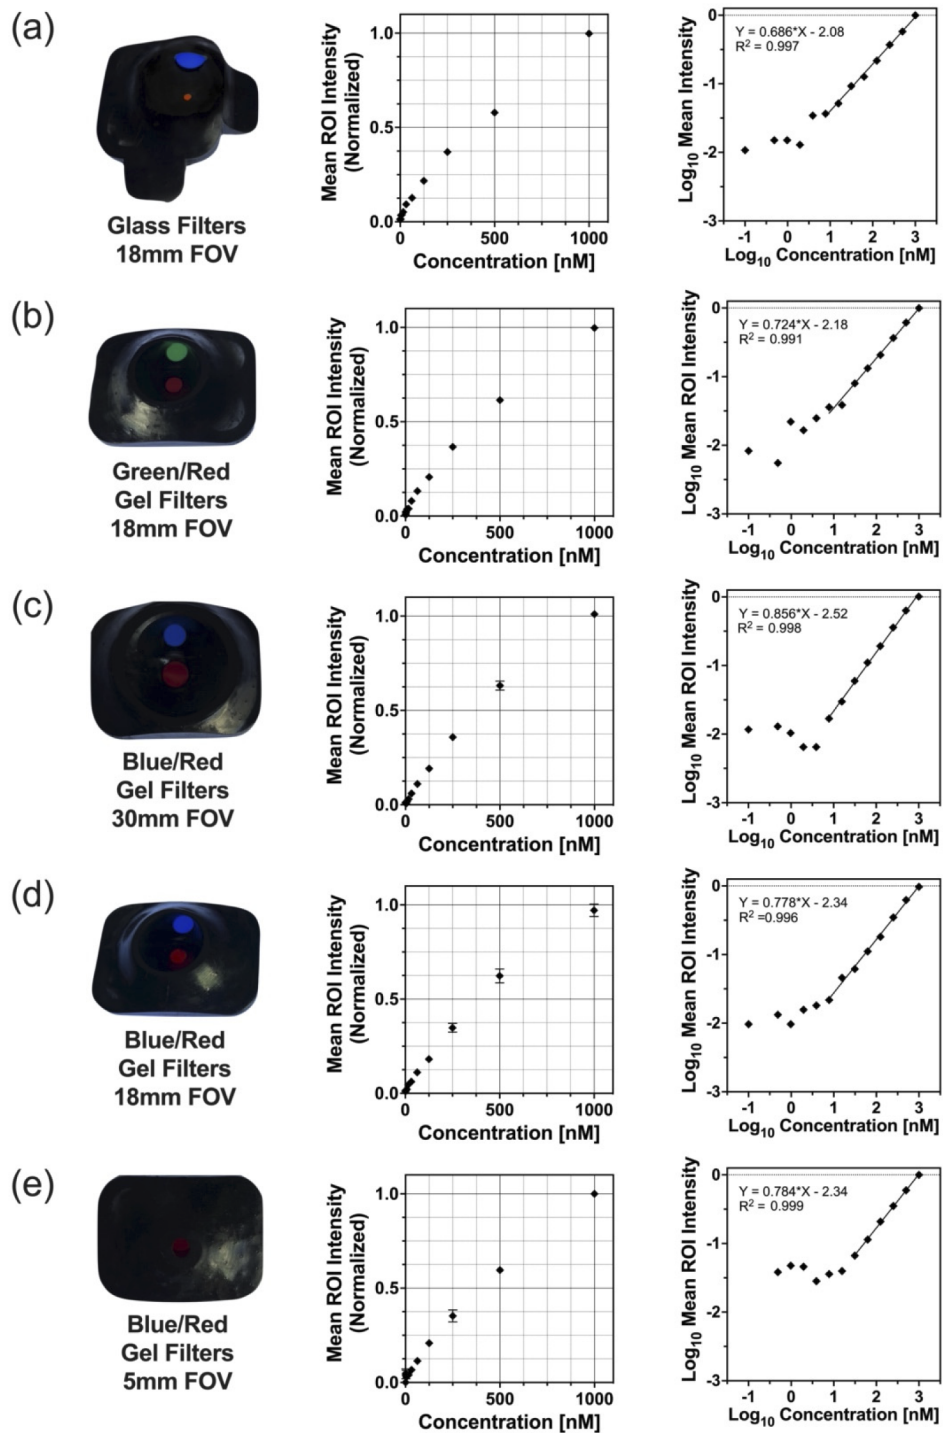 (a)
Glass Filters
18mm FOV
Mean ROI Intensity
(Normalized)
1.0
0.5
0.0
0
500
1000
Concentration [nM]
Log10 Mean Intensity
0
-1
-2
-3
Y = 0.686*X - 2.08
R2 = 0.997
-1
0
1
2
3
Log10 Concentration [nM]
(b)
Green/Red
Gel Filters
18mm FOV
Mean ROI Intensity
(Normalized)
1.0
0.5
0.0
0
500
1000
Concentration [nM]
Log10 Mean ROI Intensity
0
-1
-2
-3
Y = 0.724*X - 2.18
R2 = 0.991
-1
0
1
2
3
Log10 Concentration [nM]
(c)
Blue/Red
Gel Filters
30mm FOV
Mean ROI Intensity
(Normalized)
1.0
0.5
0.0
0
500
1000
Concentration [nM]
Log10 Mean ROI Intensity
0
-1
-2
-3
Y = 0.856*X - 2.52
R2 = 0.998
-1
0
1
2
3
Log10 Concentration [nM]
(d)
Blue/Red
Gel Filters
18mm FOV
Mean ROI Intensity
(Normalized)
1.0
0.5
0.0
0
500
1000
Concentration [nM]
Log10 Mean ROI Intensity
0
-1
-2
-3
Y = 0.778*X - 2.34
R2 =0.996
-1
0
1
2
3
Log10 Concentration [nM]
(e)
Blue/Red
Gel Filters
5mm FOV
Mean ROI Intensity
(Normalized)
1.0
0.5
0.0
0
500
1000
Concentration [nM]
Log10 Mean ROI Intensity
0
-1
-2
-3
Y = 0.784*X - 2.34
R2 = 0.999
-1
0
1
2
3
Log10 Concentration [nM]